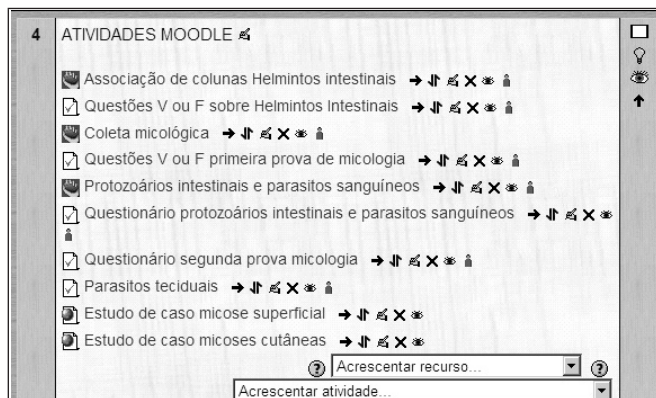 4 ATIVIDADES MOODLE
Associação de colunas Helmintos intestinais
Questões V ou F sobre Helmintos Intestinais
Coleta micológica
Questões V ou F primeira prova de micologia
Protozoários intestinais e parasitos sanguíneos
Questionário protozoários intestinais e parasitos sanguíneos
Questionário segunda prova micologia
Parasitos teciduais
Estudo de caso micose superficial
Estudo de caso micoses cutâneas
? Acrescentar recurso... ?
Acrescentar atividade...